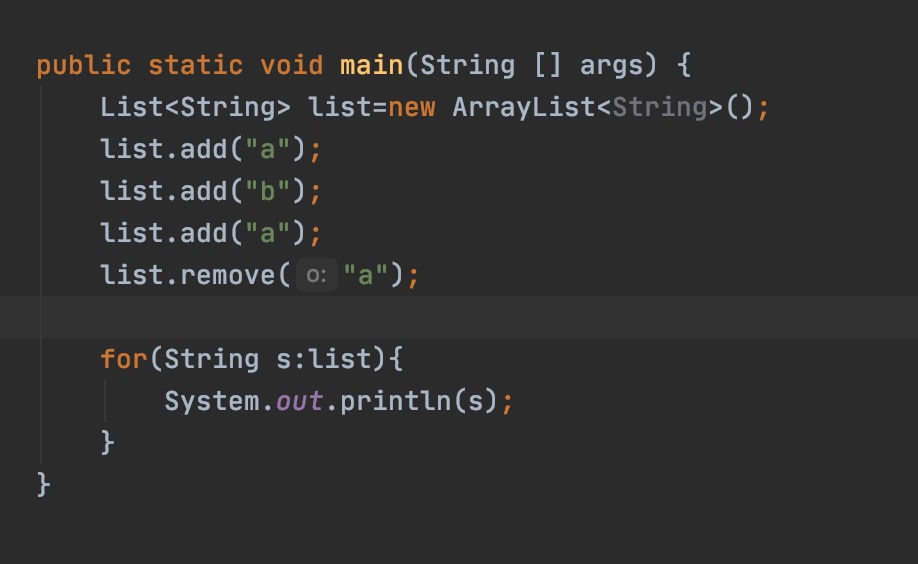 public static void main(String [] args) {
List<String> list=new ArrayList<String>();
list.add("a");
list.add("b");
list.add("a");
list.remove( o: "a");
for(String s:list){
System.out.println(s);
}
}